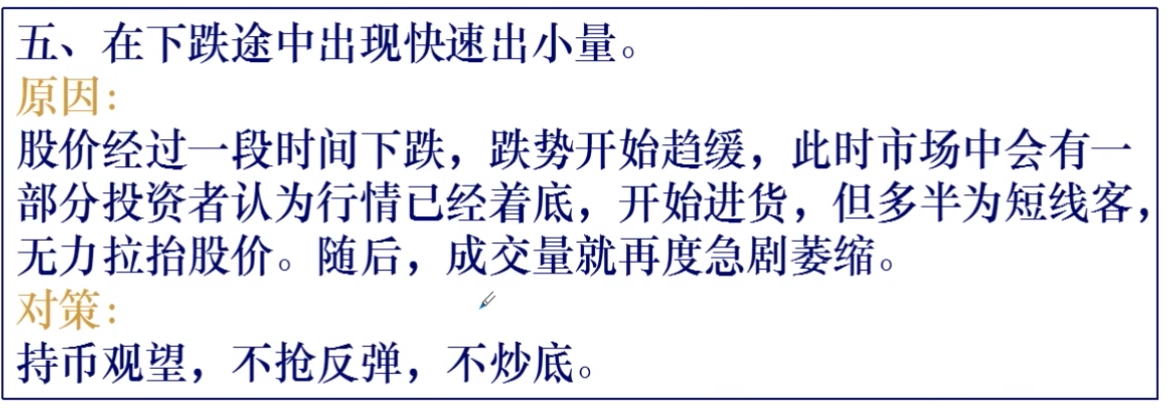 五、在下跌途中出现快速出小量。
原因：
股价经过一段时间下跌，跌势开始趋缓，此时市场中会有一
部分投资者认为行情已经着底，开始进货，但多半为短线客，
无力拉抬股价。随后，成交量就再度急剧萎缩。
对策：
持币观望，不抢反弹，不炒底。